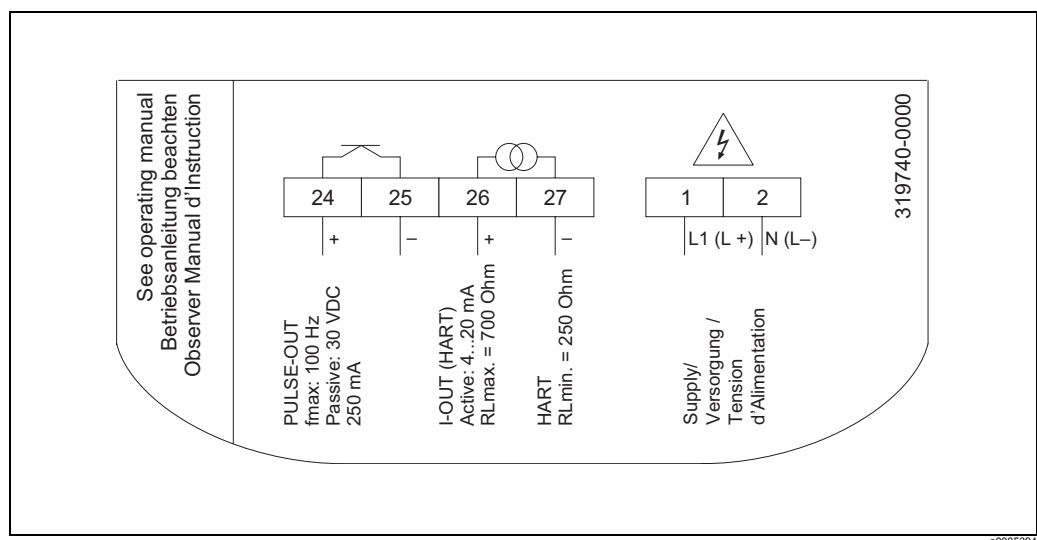 See operating manual
Betriebsanleitung beachten
Observer Manual d'Instruction
24 25 26 27
+ – + –
PULSE-OUT
fmax: 100 Hz
Passive: 30 VDC
250 mA
I-OUT (HART)
Active: 4...20 mA
RLmax. = 700 Ohm
HART
RLmin. = 250 Ohm
1 2
L1 (L +) N (L–)
Supply/
Versorgung /
Tension
d'Alimentation
319740-0000